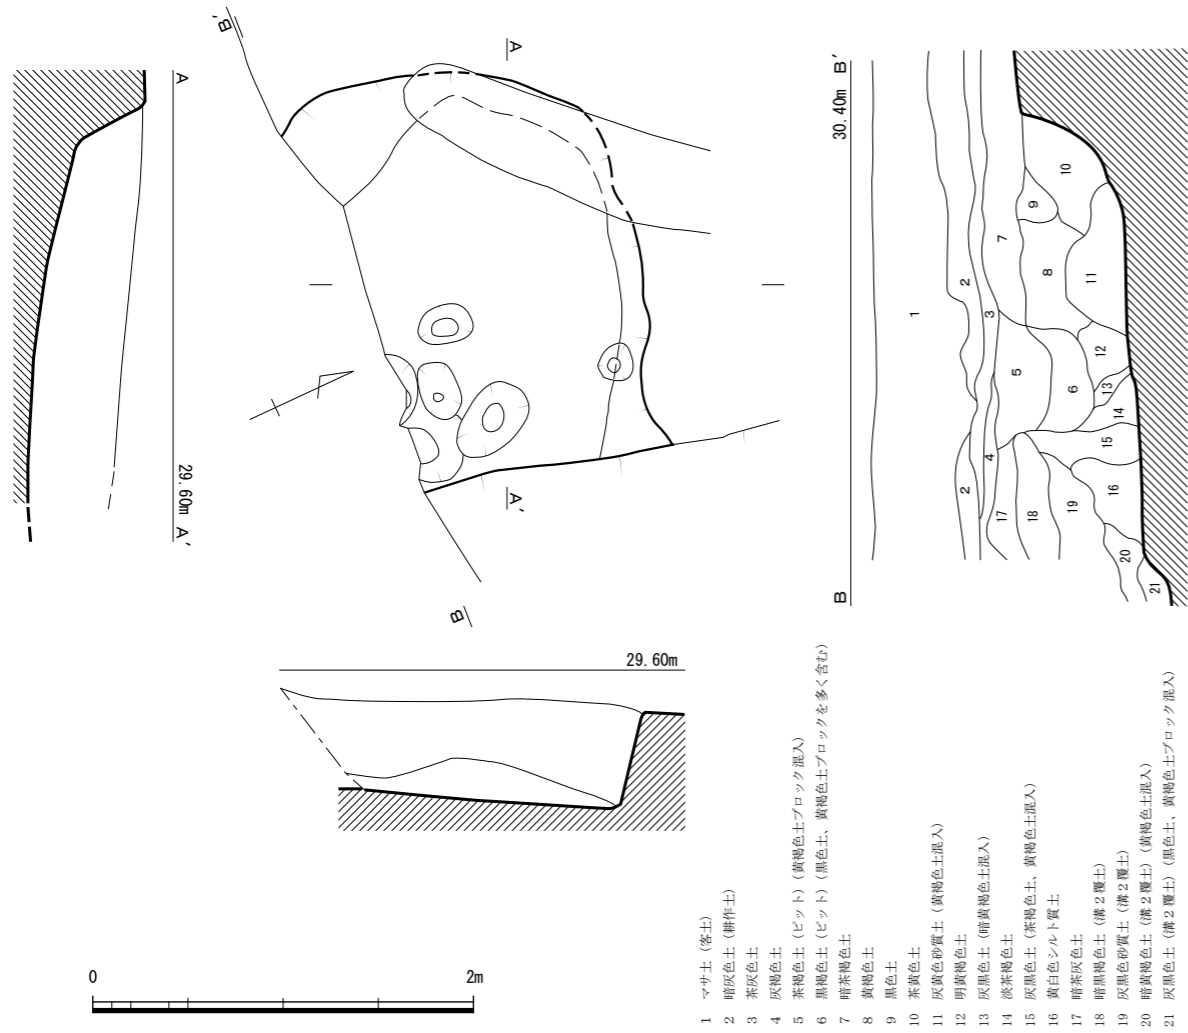 B′
A
A
29.60m A′
A′
B
B′
30.40m
B
1
2
3
4
5
6
7
8
9
10
11
12
13
14
15
16
17
18
19
20
21
2
29.60m
0
2m
1 マサ土（客土）
2 暗灰色土（耕作土）
3 茶灰色土
4 灰褐色土
5 茶褐色土（ピット）（黄褐色土ブロック混入）
6 黒褐色土（ピット）（黒色土、黄褐色土ブロックを多く含む）
7 暗茶褐色土
8 黄褐色土
9 黒色土
10 茶黄色土
11 灰黄色砂質土（黄褐色土混入）
12 明黄褐色土
13 灰黒色土（暗黄褐色土混入）
14 淡茶褐色土
15 灰黒色土（茶褐色土、黄褐色土混入）
16 黄白色シルト質土
17 暗茶灰色土
18 暗黒褐色土（溝２覆土）
19 灰黒色砂質土（溝２覆土）
20 暗黄褐色土（溝２覆土）（黄褐色土混入）
21 灰黒色土（溝２覆土）（黒色土、黄褐色土ブロック混入）